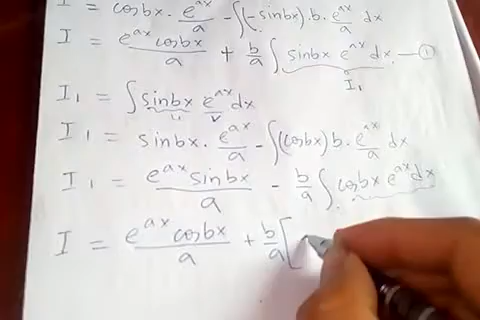 I = cosbx · e^ax/a - ∫(-sinbx).b.e^ax/a dx
I = e^ax cosbx/a + b/a ∫ sinbx e^ax dx. — ①
I₁
I₁ = ∫ sinbx e^ax dx
u v
I₁ = sinbx · e^ax/a - ∫(cosbx) b · e^ax/a dx
I₁ = e^ax sinbx/a - b/a ∫ cosbx e^ax dx
I = e^ax cosbx/a + b/a [